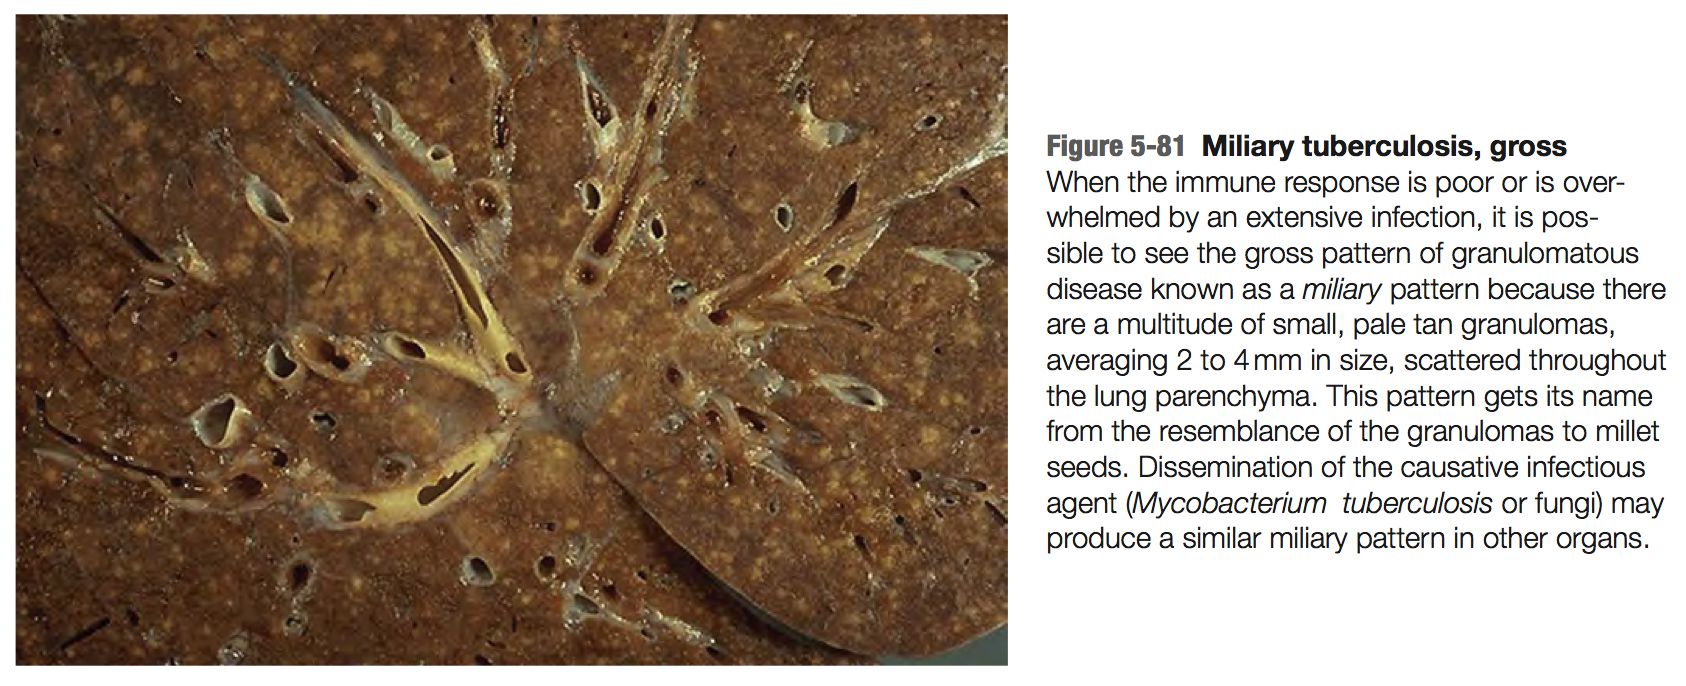 Figure 5-81 Miliary tuberculosis, gross
When the immune response is poor or is over-
whelmed by an extensive infection, it is pos-
sible to see the gross pattern of granulomatous
disease known as a miliary pattern because there
are a multitude of small, pale tan granulomas,
averaging 2 to 4 mm in size, scattered throughout
the lung parenchyma. This pattern gets its name
from the resemblance of the granulomas to millet
seeds. Dissemination of the causative infectious
agent (Mycobacterium tuberculosis or fungi) may
produce a similar miliary pattern in other organs.